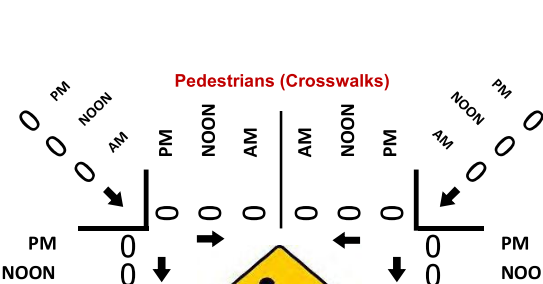 Pedestrians (Crosswalks)
PM NOON AM
0 0 0
PM NOON AM AM NOON PM
0 0 0 0 0 0
PM NOON AM
0 0 0
PM 0 0 PM
NOON 0 0 NOO